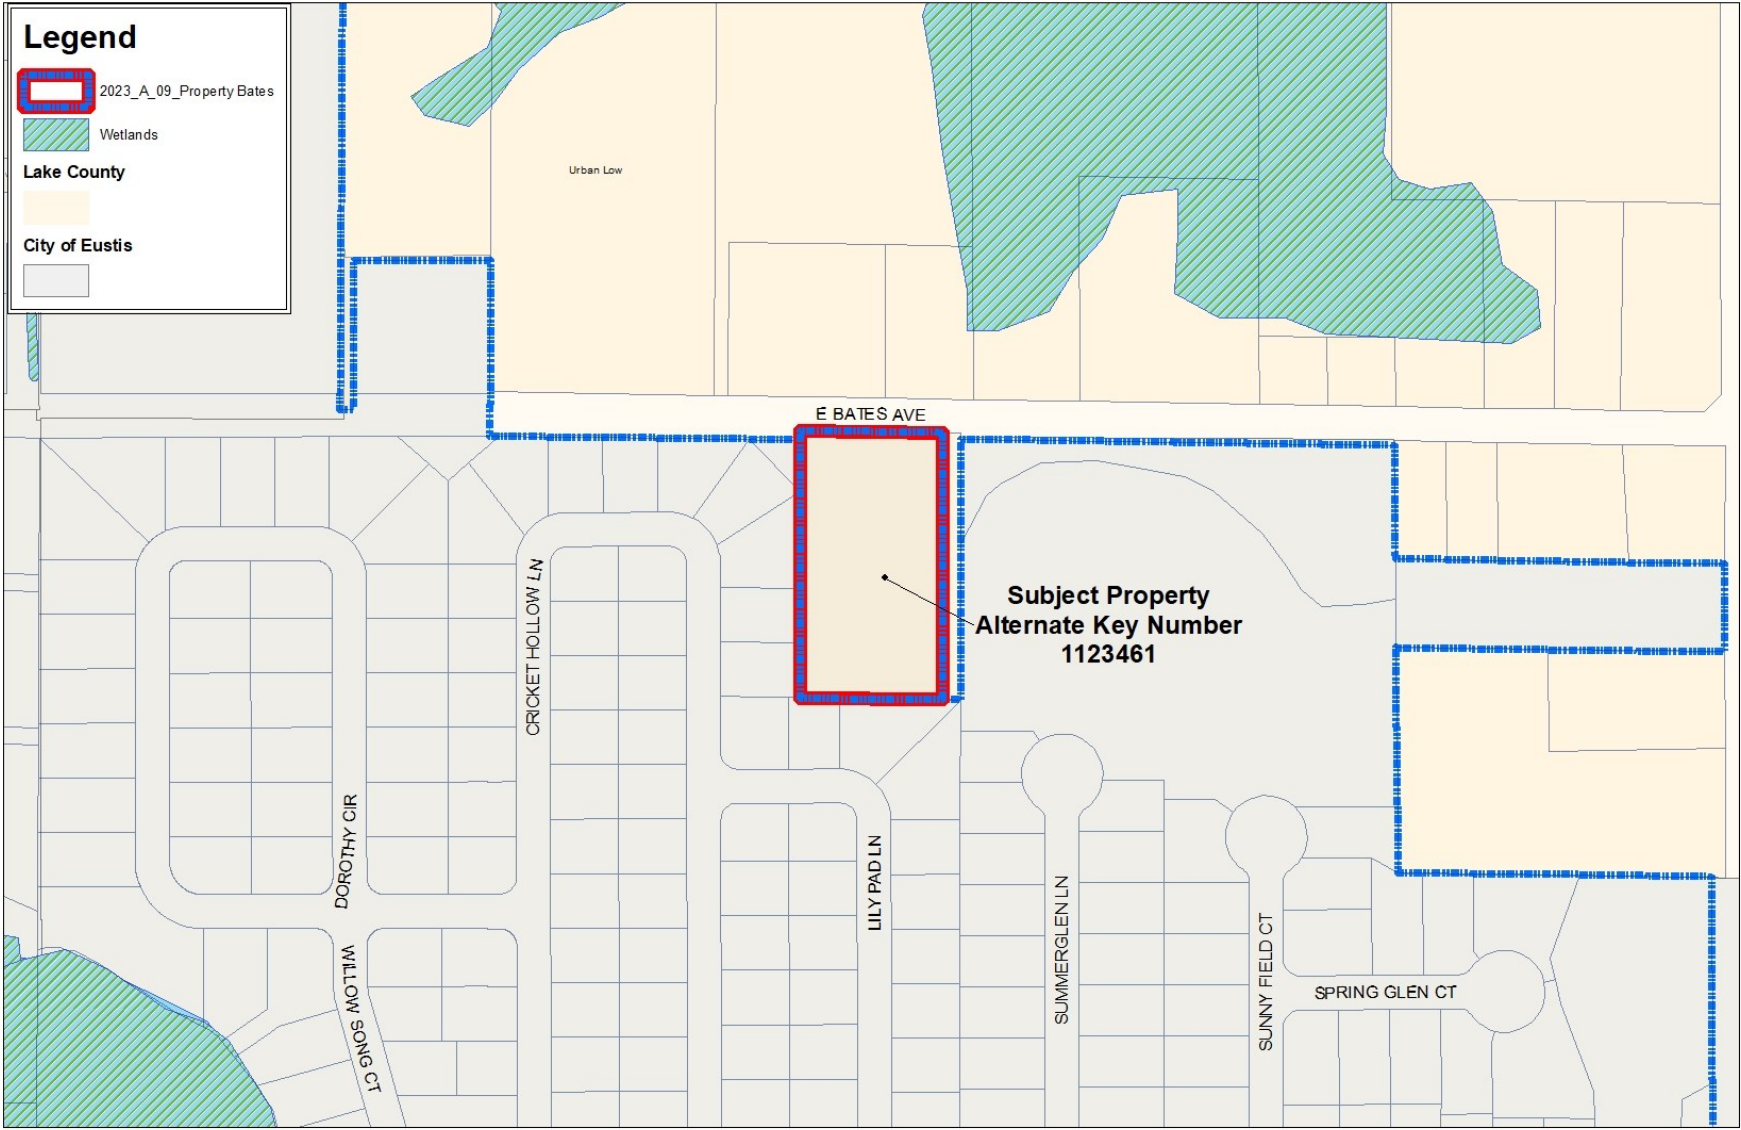 Legend
2023_A_09_Property Bates
Wetlands
Lake County
City of Eustis
Urban Low
E BATES AVE
Subject Property
Alternate Key Number
1123461
CRICKET HOLLOW LN
DOROTHY CIR
LILY PAD LN
SUMMERGLEN LN
SUNNY FIELD CT
SPRING GLEN CT
WILLOW SONG CT